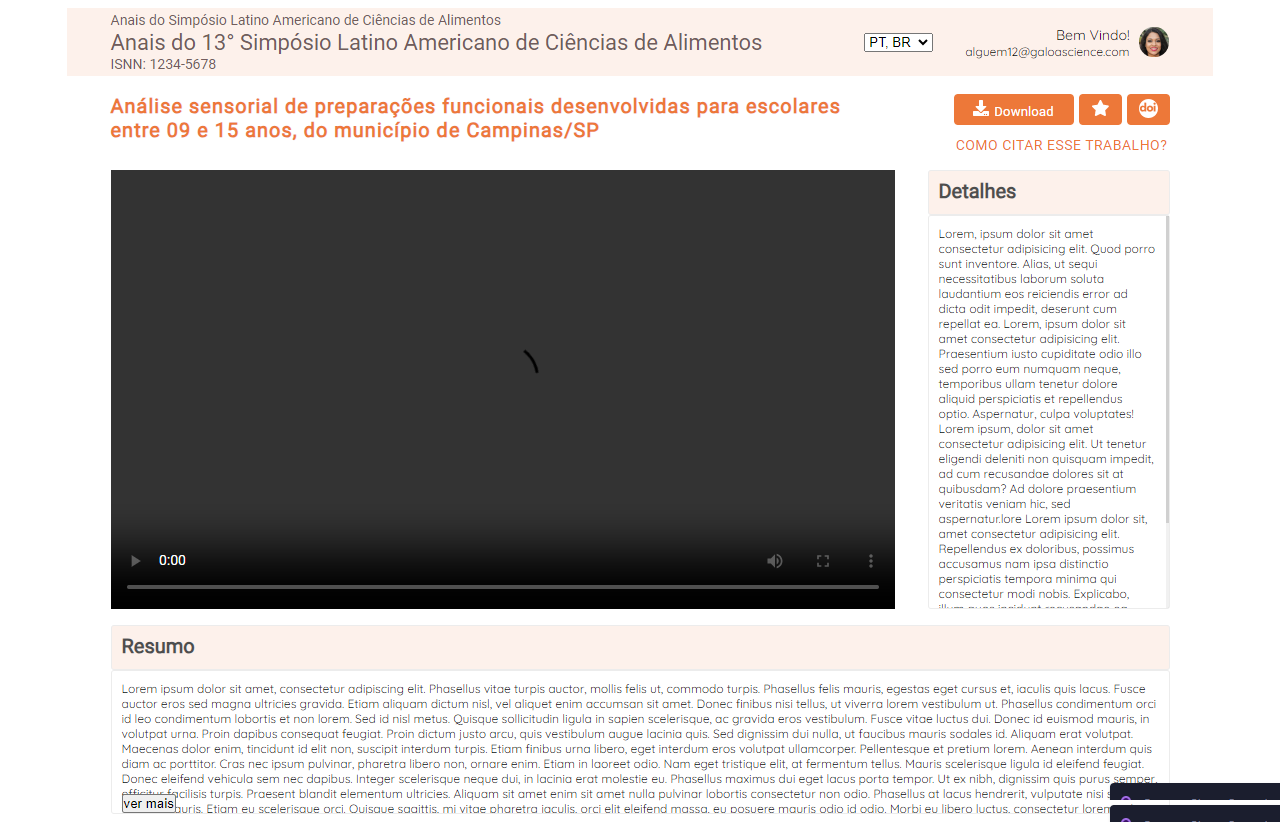 Anais do Simpósio Latino Americano de Ciências de Alimentos
Anais do 13° Simpósio Latino Americano de Ciências de Alimentos
ISNN: 1234-5678
PT, BR
Bem Vindo!
alguem12@galoascience.com
Análise sensorial de preparações funcionais desenvolvidas para escolares
entre 09 e 15 anos, do município de Campinas/SP
Download
doi
COMO CITAR ESSE TRABALHO?
0:00
Detalhes
Lorem, ipsum dolor sit amet
consectetur adipisicing elit. Quod porro
sunt inventore. Alias, ut sequi
necessitatibus laborum soluta
laudantium eos reiciendis error ad
dicta odit impedit, deserunt cum
repellat ea. Lorem, ipsum dolor sit
amet consectetur adipisicing elit.
Praesentium iusto cupiditate odio illo
sed porro eum numquam neque,
temporibus ullam tenetur dolore
aliquid perspiciatis et repellendus
optio. Aspernatur, culpa voluptates!
Lorem ipsum, dolor sit amet
consectetur adipisicing elit. Ut tenetur
eligendi deleniti non quisquam impedit,
ad cum recusandae dolores sit at
quibusdam? Ad dolore praesentium
veritatis veniam hic, sed
aspernatur.lore Lorem ipsum dolor sit,
amet consectetur adipisicing elit.
Repellendus ex doloribus, possimus
accusamus nam ipsa distinctio
perspiciatis tempora minima qui
consectetur modi nobis. Explicabo,
Resumo
Lorem ipsum dolor sit amet, consectetur adipiscing elit. Phasellus vitae turpis auctor, mollis felis ut, commodo turpis. Phasellus felis mauris, egestas eget cursus et, iaculis quis lacus. Fusce
auctor eros sed magna ultricies gravida. Etiam aliquam dictum nisl, vel aliquet enim accumsan sit amet. Donec finibus nisi tellus, ut viverra lorem vestibulum ut. Phasellus condimentum orci
id leo condimentum lobortis et non lorem. Sed id nisl metus. Quisque sollicitudin ligula in sapien scelerisque, ac gravida eros vestibulum. Fusce vitae luctus dui. Donec id euismod mauris, in
volutpat urna. Proin dapibus consequat feugiat. Proin dictum justo arcu, quis vestibulum augue lacinia quis. Sed dignissim dui nulla, ut faucibus mauris sodales id. Aliquam erat volutpat.
Maecenas dolor enim, tincidunt id elit non, suscipit interdum turpis. Etiam finibus urna libero, eget interdum eros volutpat ullamcorper. Pellentesque et pretium lorem. Aenean interdum quis
diam ac porttitor. Cras nec ipsum pulvinar, pharetra libero non, ornare enim. Etiam in laoreet odio. Nam eget tristique elit, at fermentum tellus. Mauris scelerisque ligula id eleifend feugiat.
Donec eleifend vehicula sem nec dapibus. Integer scelerisque neque dui, in lacinia erat molestie eu. Phasellus maximus dui eget lacus porta tempor. Ut ex nibh, dignissim quis purus semper,
efficitur facilisis turpis. Praesent blandit elementum ultricies. Aliquam sit amet enim sit amet nulla pulvinar lobortis consectetur non odio. Phasellus at lacus hendrerit, vulputate nisi
ver mais
mauris. Etiam eu scelerisque orci. Quisque sagittis, mi vitae pharetra iaculis, orci elit eleifend massa, eu posuere mauris odio id odio. Morbi eu libero luctus, consectetur lorem